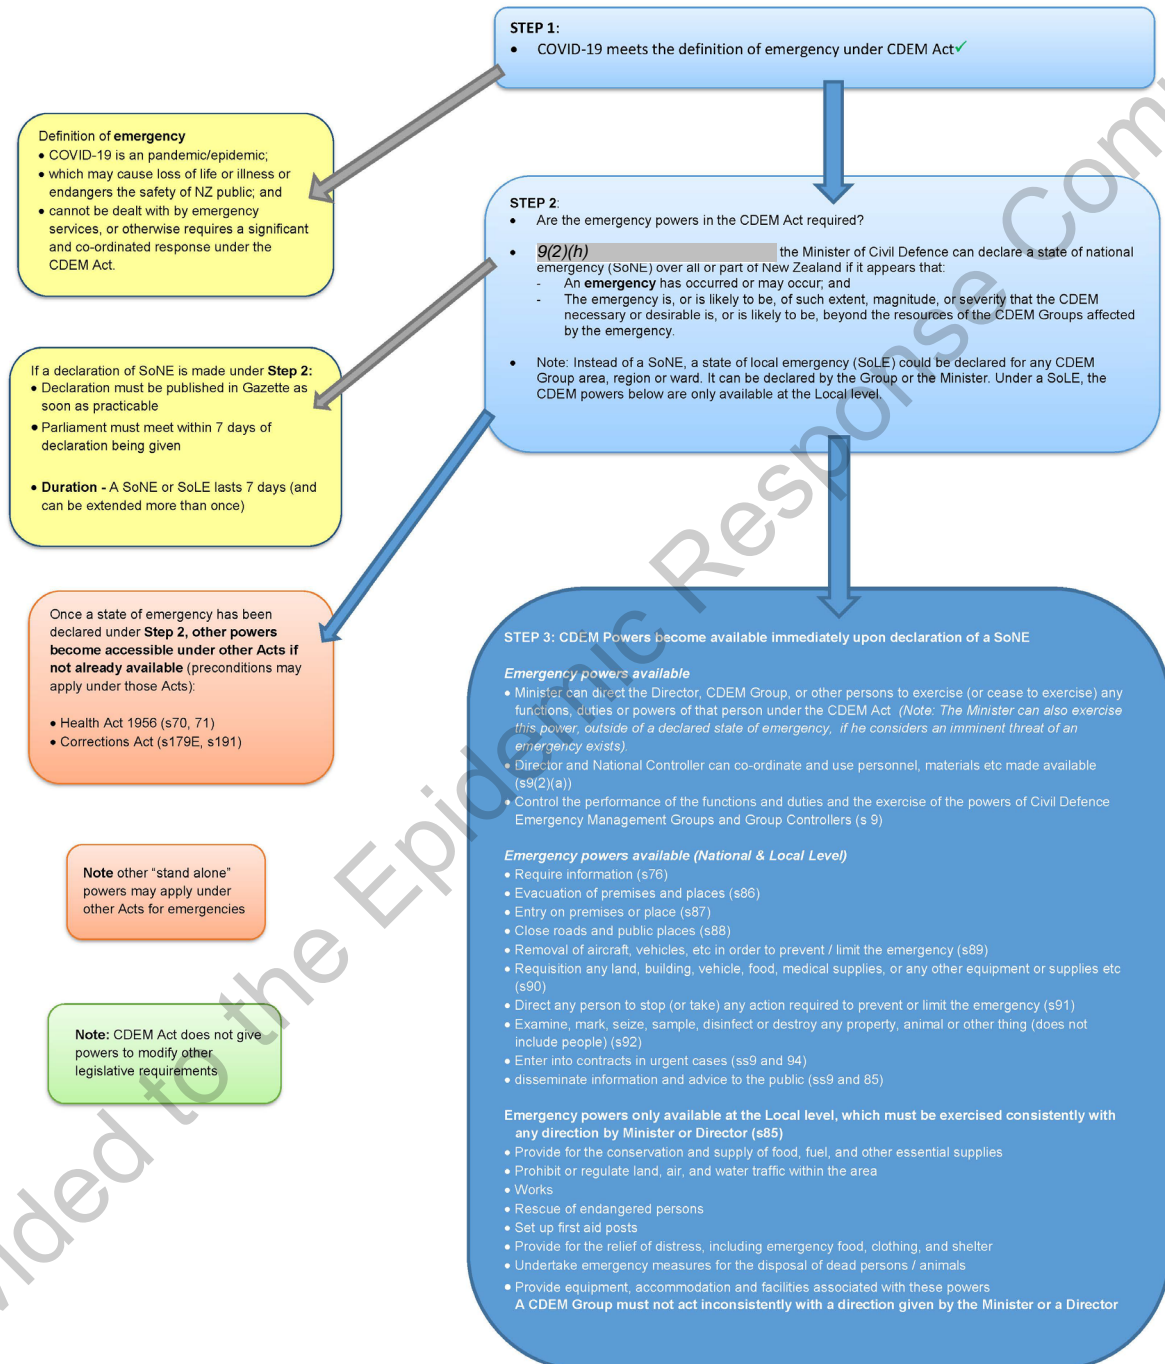 STEP 1:
• COVID-19 meets the definition of emergency under CDEM Act✓
Definition of emergency
• COVID-19 is an pandemic/epidemic;
• which may cause loss of life or illness or
endangers the safety of NZ public; and
• cannot be dealt with by emergency
services, or otherwise requires a significant
and co-ordinated response under the
CDEM Act.
STEP 2:
• Are the emergency powers in the CDEM Act required?
• 9(2)(h) the Minister of Civil Defence can declare a state of national
emergency (SoNE) over all or part of New Zealand if it appears that:
- An emergency has occurred or may occur; and
- The emergency is, or is likely to be, of such extent, magnitude, or severity that the CDEM
necessary or desirable is, or is likely to be, beyond the resources of the CDEM Groups affected
by the emergency.
• Note: Instead of a SoNE, a state of local emergency (SoLE) could be declared for any CDEM
Group area, region or ward. It can be declared by the Group or the Minister. Under a SoLE, the
CDEM powers below are only available at the Local level.
If a declaration of SoNE is made under Step 2:
• Declaration must be published in Gazette as
soon as practicable
• Parliament must meet within 7 days of
declaration being given
• Duration - A SoNE or SoLE lasts 7 days (and
can be extended more than once)
Once a state of emergency has been
declared under Step 2, other powers
become accessible under other Acts if
not already available (preconditions may
apply under those Acts):
• Health Act 1956 (s70, 71)
• Corrections Act (s179E, s191)
Note other “stand alone”
powers may apply under
other Acts for emergencies
Note: CDEM Act does not give
powers to modify other
legislative requirements
STEP 3: CDEM Powers become available immediately upon declaration of a SoNE
Emergency powers available
• Minister can direct the Director, CDEM Group, or other persons to exercise (or cease to exercise) any
functions, duties or powers of that person under the CDEM Act (Note: The Minister can also exercise
this power, outside of a declared state of emergency, if he considers an imminent threat of an
emergency exists).
• Director and National Controller can co-ordinate and use personnel, materials etc made available
(s9(2)(a))
• Control the performance of the functions and duties and the exercise of the powers of Civil Defence
Emergency Management Groups and Group Controllers (s 9)
Emergency powers available (National & Local Level)
• Require information (s76)
• Evacuation of premises and places (s86)
• Entry on premises or place (s87)
• Close roads and public places (s88)
• Removal of aircraft, vehicles, etc in order to prevent / limit the emergency (s89)
• Requisition any land, building, vehicle, food, medical supplies, or any other equipment or supplies etc
(s90)
• Direct any person to stop (or take) any action required to prevent or limit the emergency (s91)
• Examine, mark, seize, sample, disinfect or destroy any property, animal or other thing (does not
include people) (s92)
• Enter into contracts in urgent cases (ss9 and 94)
• disseminate information and advice to the public (ss9 and 85)
Emergency powers only available at the Local level, which must be exercised consistently with
any direction by Minister or Director (s85)
• Provide for the conservation and supply of food, fuel, and other essential supplies
• Prohibit or regulate land, air, and water traffic within the area
• Works
• Rescue of endangered persons
• Set up first aid posts
• Provide for the relief of distress, including emergency food, clothing, and shelter
• Undertake emergency measures for the disposal of dead persons / animals
• Provide equipment, accommodation and facilities associated with these powers
A CDEM Group must not act inconsistently with a direction given by the Minister or a Director
to the Epidemic Response